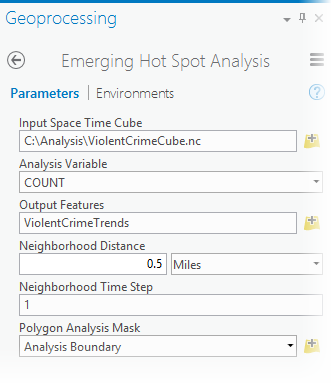 Geoprocessing
Emerging Hot Spot Analysis
Parameters | Environments
Input Space Time Cube
C:\Analysis\ViolentCrimeCube.nc
Analysis Variable
COUNT
Output Features
ViolentCrimeTrends
Neighborhood Distance
0.5 Miles
Neighborhood Time Step
1
Polygon Analysis Mask
Analysis Boundary